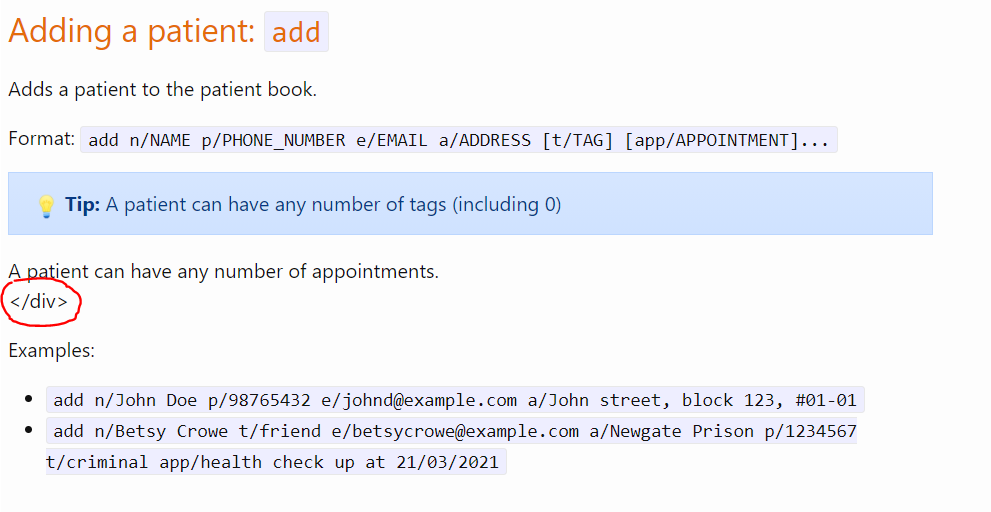 Adding a patient: add
Adds a patient to the patient book.
Format: add n/NAME p/PHONE_NUMBER e/EMAIL a/ADDRESS [t/TAG] [app/APPOINTMENT]...
💡 Tip: A patient can have any number of tags (including 0)
A patient can have any number of appointments.
</div>
Examples:
• add n/John Doe p/98765432 e/johnd@example.com a/John street, block 123, #01-01
• add n/Betsy Crowe t/friend e/betsycrowe@example.com a/Newgate Prison p/1234567
t/criminal app/health check up at 21/03/2021